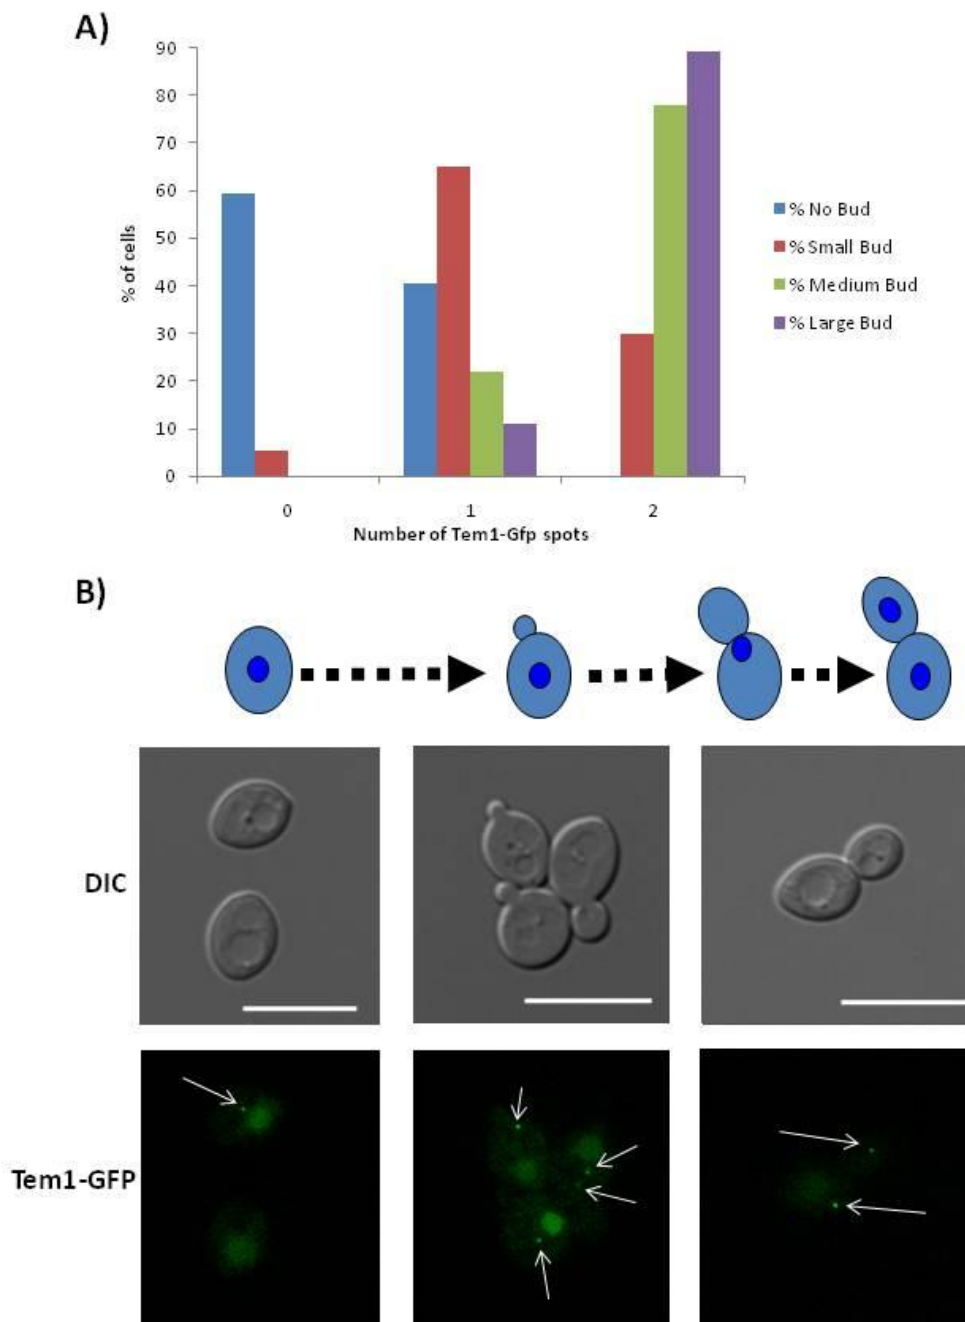 A)
90
80
70
60
50
40
30
20
10
0
% of cells
0 1 2
Number of Tem1-Gfp spots
% No Bud
% Small Bud
% Medium Bud
% Large Bud
B)
DIC
Tem1-GFP